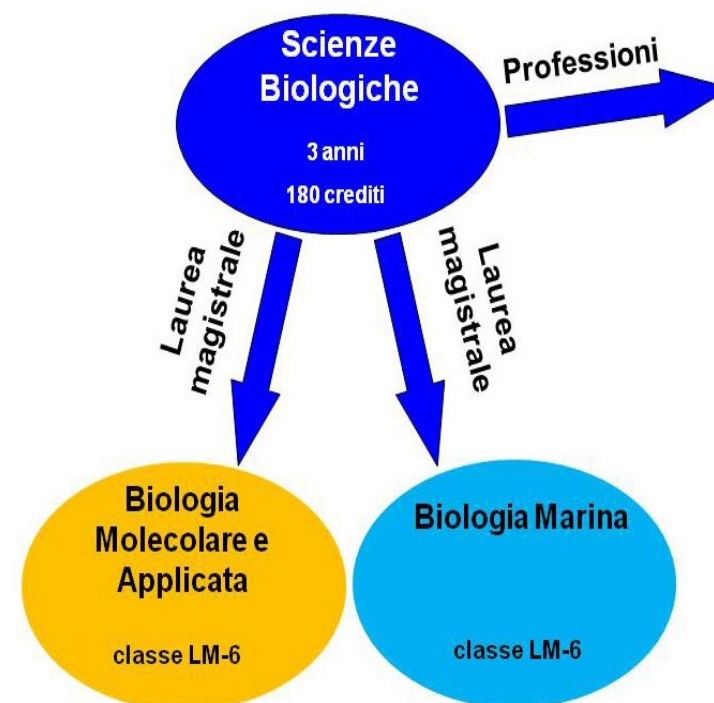 Scienze
Biologiche
3 anni
180 crediti
Professioni
Laurea
magistrale
Laurea
magistrale
Biologia
Molecolare e
Applicata
classe LM-6
Biologia Marina
classe LM-6